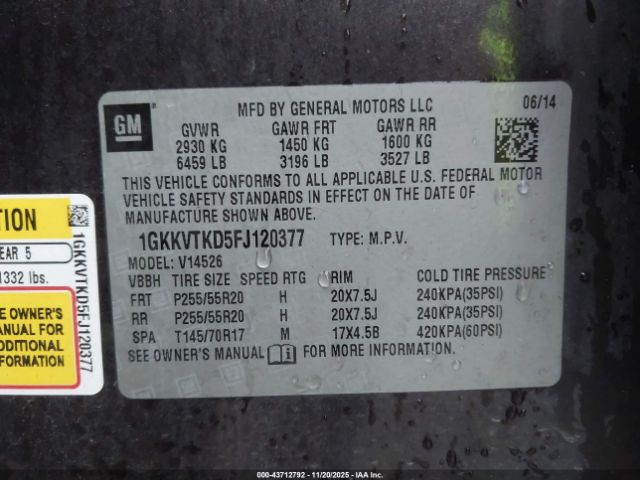 GM
MFD BY GENERAL MOTORS LLC 06/14
GVWR GAWR FRT GAWR RR
2930 KG 1450 KG 1600 KG
6459 LB 3196 LB 3527 LB
THIS VEHICLE CONFORMS TO ALL APPLICABLE U.S. FEDERAL MOTOR
VEHICLE SAFETY STANDARDS IN EFFECT ON THE DATE OF
MANUFACTURE SHOWN ABOVE.
1GKKVTKD5FJ120377 TYPE: M.P.V.
MODEL: V14526
VBBH TIRE SIZE SPEED RTG RIM COLD TIRE PRESSURE
FRT P255/55R20 H 20X7.5J 240KPA(35PSI)
RR P255/55R20 H 20X7.5J 240KPA(35PSI)
SPA T145/70R17 M 17X4.5B 420KPA(60PSI)
SEE OWNER'S MANUAL i FOR MORE INFORMATION.
TION
EAR 5
1332 lbs.
E OWNER'S
ANUAL FOR
DDITIONAL
FORMATION
1GKKVTKD5FJ120377
000-43712792 - 11/20/2025 - IAA Inc.